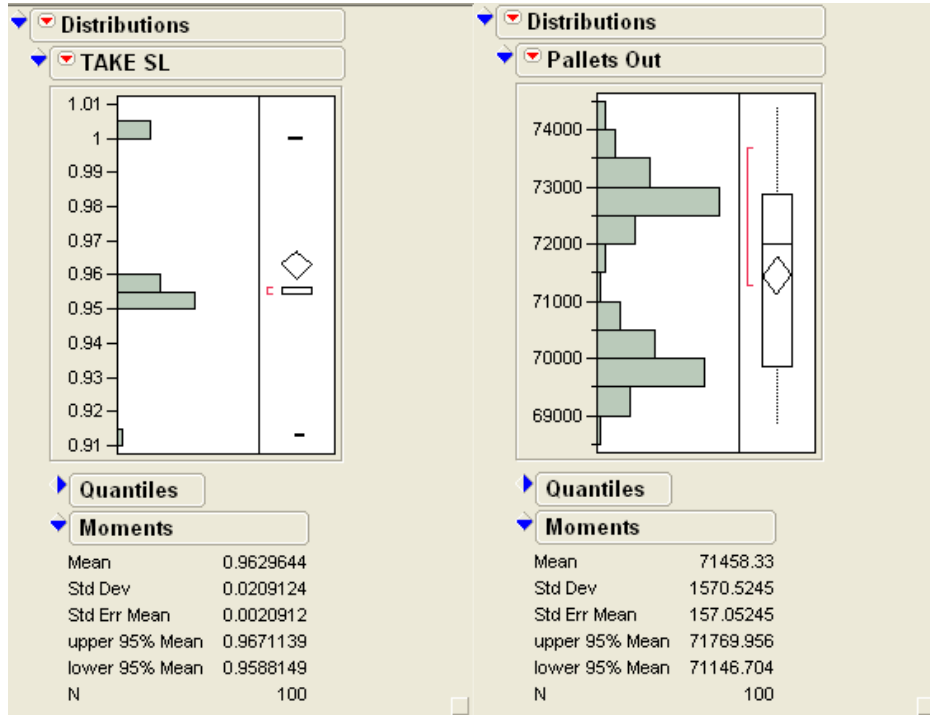 Distributions
TAKE SL
1.01
1
0.99
0.98
0.97
0.96
0.95
0.94
0.93
0.92
0.91
Quantiles
Moments
Mean 0.9629644
Std Dev 0.0209124
Std Err Mean 0.0020912
upper 95% Mean 0.9671139
lower 95% Mean 0.9588149
N 100
Distributions
Pallets Out
74000
73000
72000
71000
70000
69000
Quantiles
Moments
Mean 71458.33
Std Dev 1570.5245
Std Err Mean 157.05245
upper 95% Mean 71769.956
lower 95% Mean 71146.704
N 100